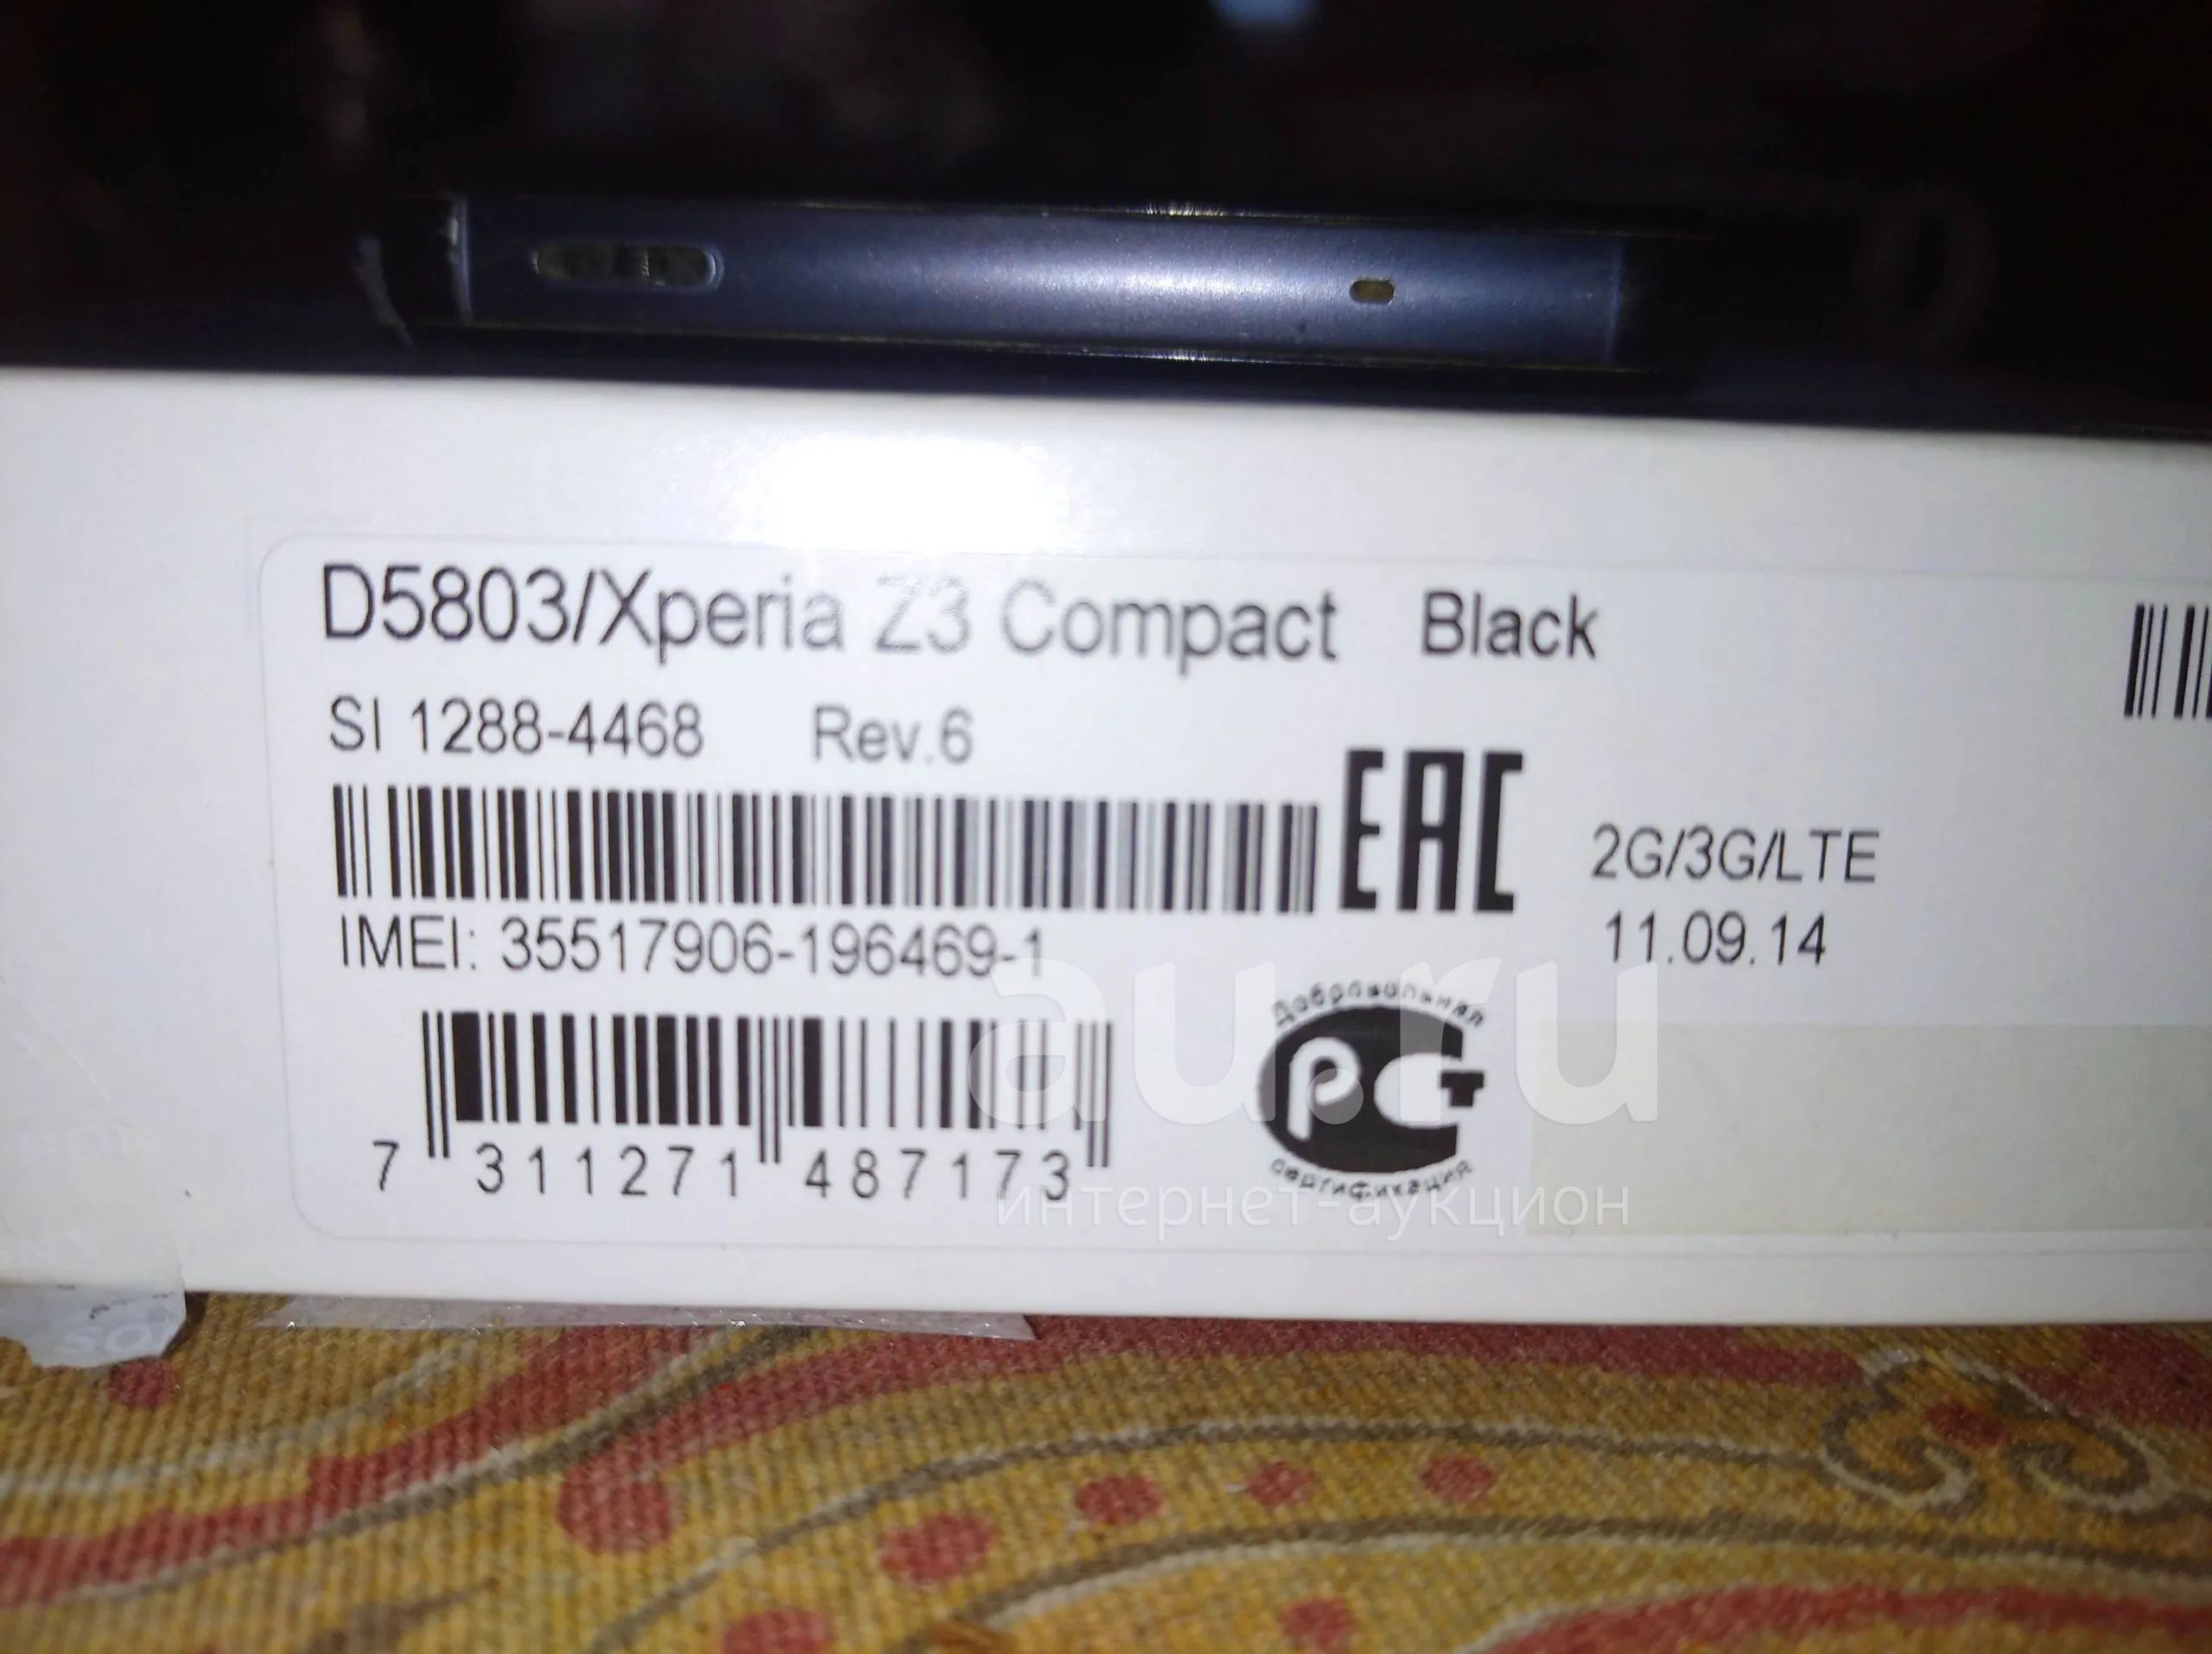 D5803/Xperia Z3 Compact Black
SI 1288-4468 Rev.6
EAC
2G/3G/LTE
11.09.14
IMEI: 35517906-196469-1
Добровольная
РСТ
сертификация
7 311271 487173
au.ru
интернет-аукцион